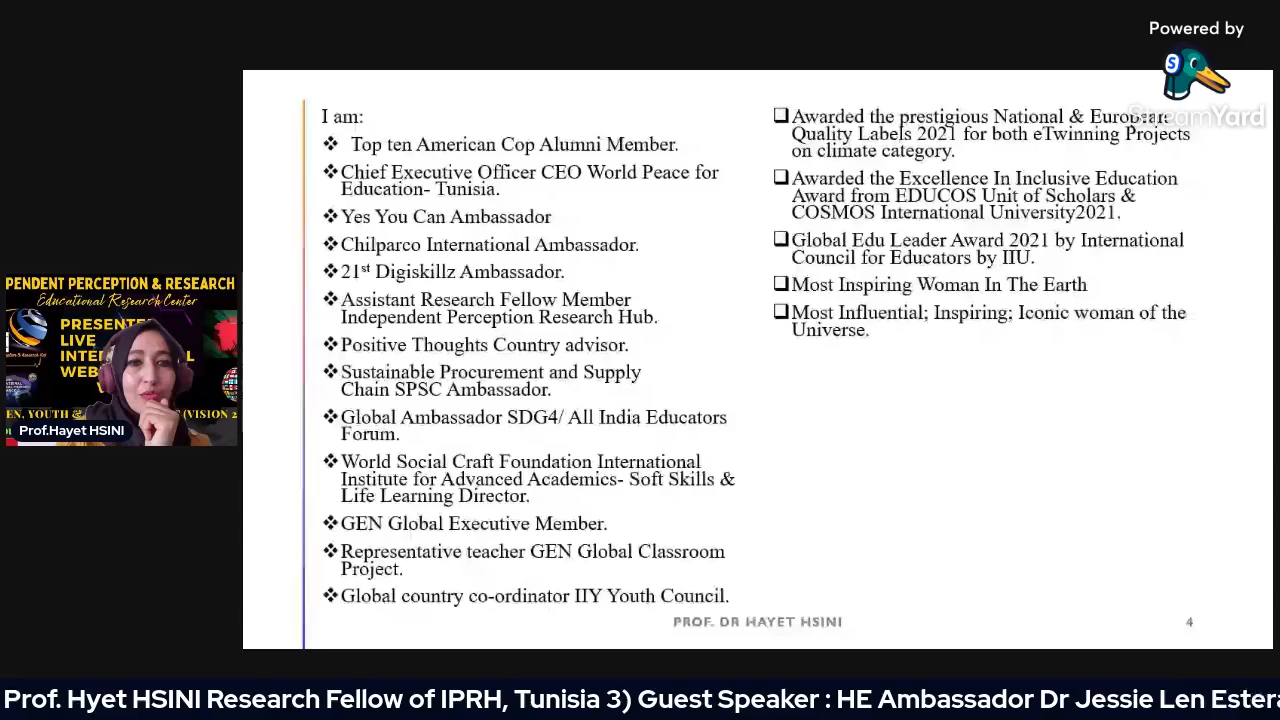 Powered by
StreamYard
I am:
Top ten American Cop Alumni Member.
Chief Executive Officer CEO World Peace for
Education- Tunisia.
Yes You Can Ambassador
Chilparco International Ambassador.
21st Digiskillz Ambassador.
Assistant Research Fellow Member
Independent Perception Research Hub.
Positive Thoughts Country advisor.
Sustainable Procurement and Supply
Chain SPSC Ambassador.
Global Ambassador SDG4/ All India Educators
Forum.
World Social Craft Foundation International
Institute for Advanced Academics- Soft Skills &
Life Learning Director.
GEN Global Executive Member.
Representative teacher GEN Global Classroom
Project.
Global country co-ordinator IIY Youth Council.
Awarded the prestigious National & European
Quality Labels 2021 for both eTwinning Projects
on climate category.
Awarded the Excellence In Inclusive Education
Award from EDUCOS Unit of Scholars &
COSMOS International University2021.
Global Edu Leader Award 2021 by International
Council for Educators by IIU.
Most Inspiring Woman In The Earth
Most Influential; Inspiring; Iconic woman of the
Universe.
PROF. DR HAYET HSINI
4
PENDENT PERCEPTION & RESEARCH
Educational Research Center
PRESENTE
LIVE
INTE L
WEB
EN, YOUTH & (VISION 2
Prof.Hayet HSINI
Prof. Hyet HSINI Research Fellow of IPRH, Tunisia 3) Guest Speaker : HE Ambassador Dr Jessie Len Ester